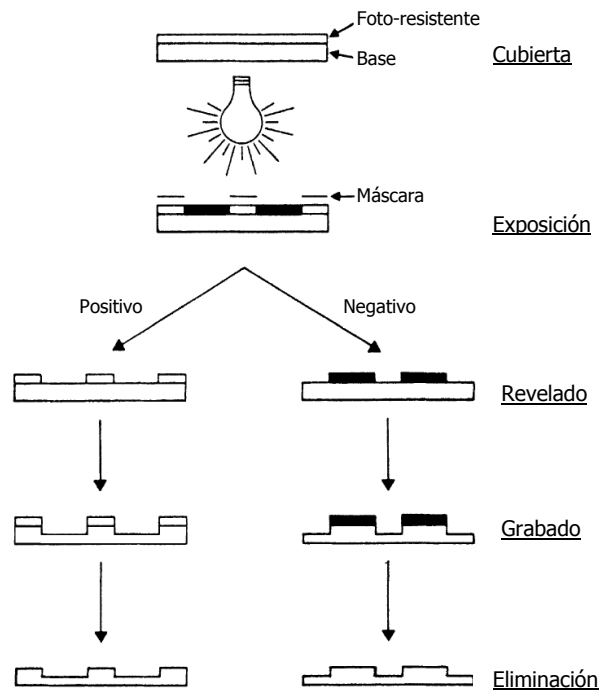 Foto-resistente
Base
Cubierta
Máscara
Exposición
Positivo
Negativo
Revelado
Grabado
Eliminación